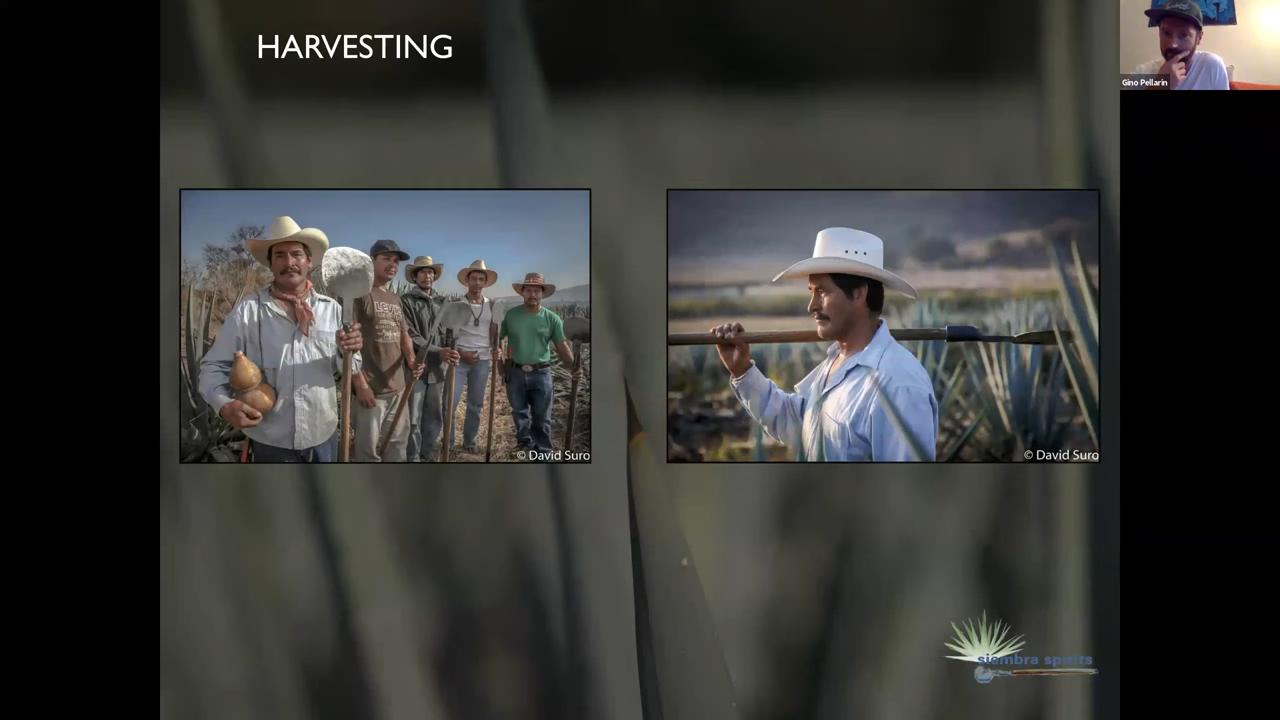 HARVESTING
Gino Pellarin
© David Suro
© David Suro
siembra spirits